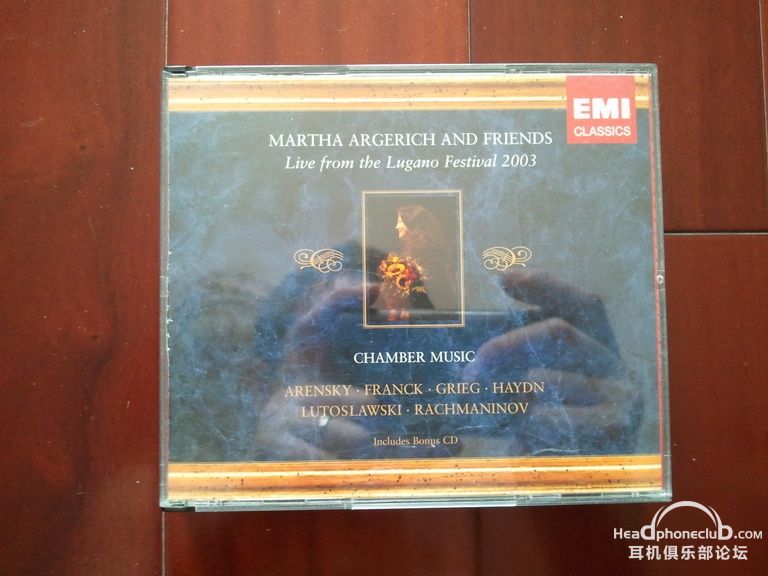 EMI
CLASSICS
MARTHA ARGERICH AND FRIENDS
Live from the Lugano Festival 2003
CHAMBER MUSIC
ARENSKY · FRANCK · GRIEG · HAYDN
LUTOSLAWSKI · RACHMANINOV
Includes Bonus CD
HeadphoneclUb.com
耳机俱乐部论坛